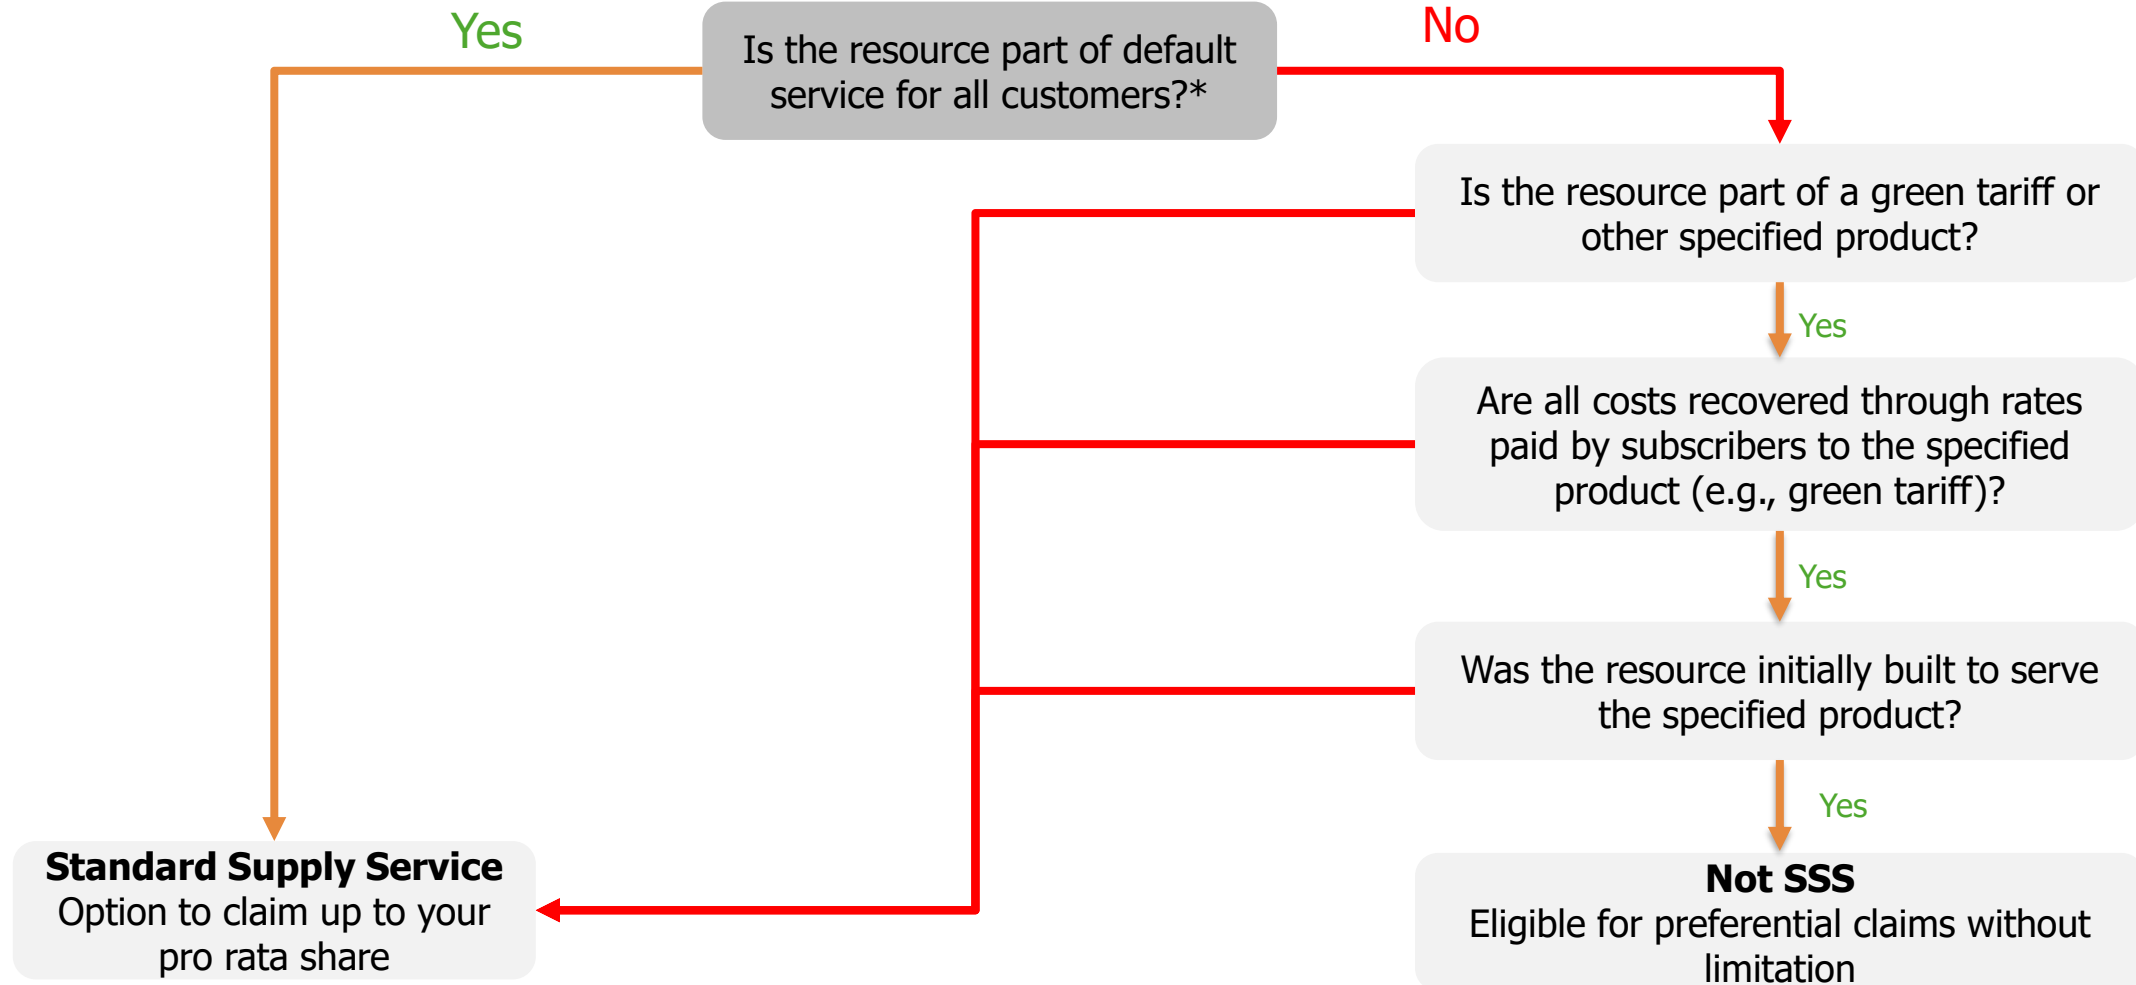 Yes
Is the resource part of default
service for all customers?*
No
Is the resource part of a green tariff or
other specified product?
Yes
Are all costs recovered through rates
paid by subscribers to the specified
product (e.g., green tariff)?
Yes
Was the resource initially built to serve
the specified product?
Yes
Standard Supply Service
Option to claim up to your
pro rata share
Not SSS
Eligible for preferential claims without
limitation